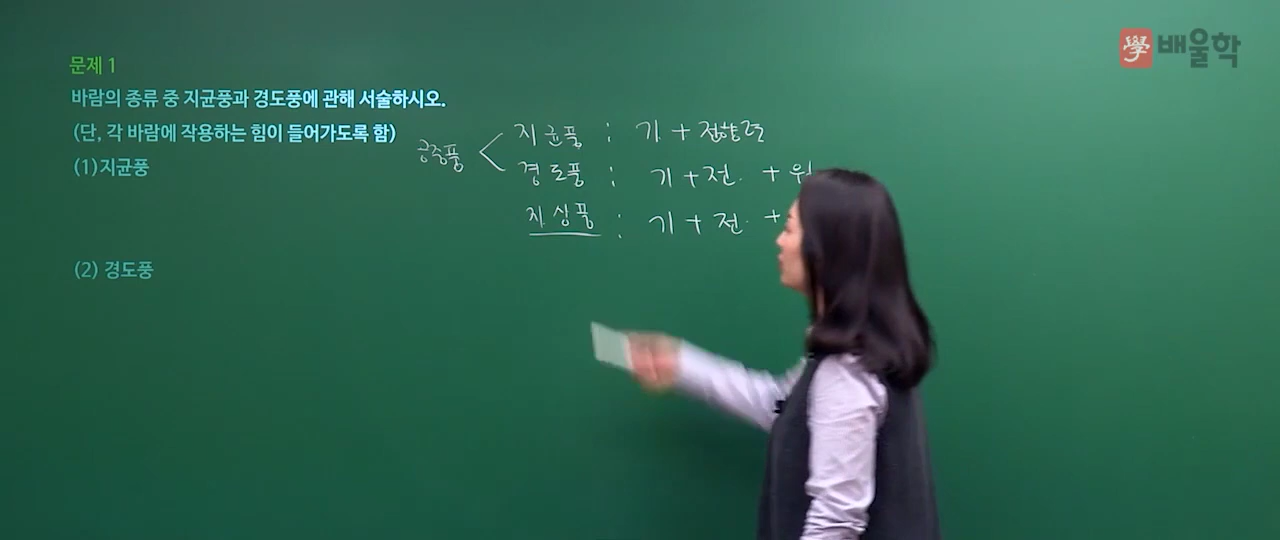 學 배울학
문제 1
바람의 종류 중 지균풍과 경도풍에 관해 서술하시오.
(단, 각 바람에 작용하는 힘이 들어가도록 함)
(1)지균풍
(2) 경도풍
공중풍
지균풍 : 기 + 전향력
경도풍 : 기 + 전. + 원
지상풍 : 기 + 전. +